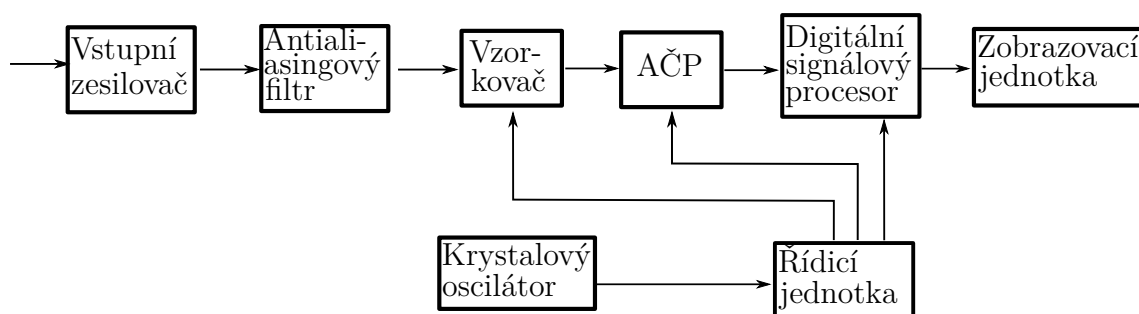 Vstupní
zesilovač
Antiali-
asingový
filtr
Vzor-
kovač
AČP
Digitální
signálový
procesor
Zobrazovací
jednotka
Krystalový
oscilátor
Řídicí
jednotka